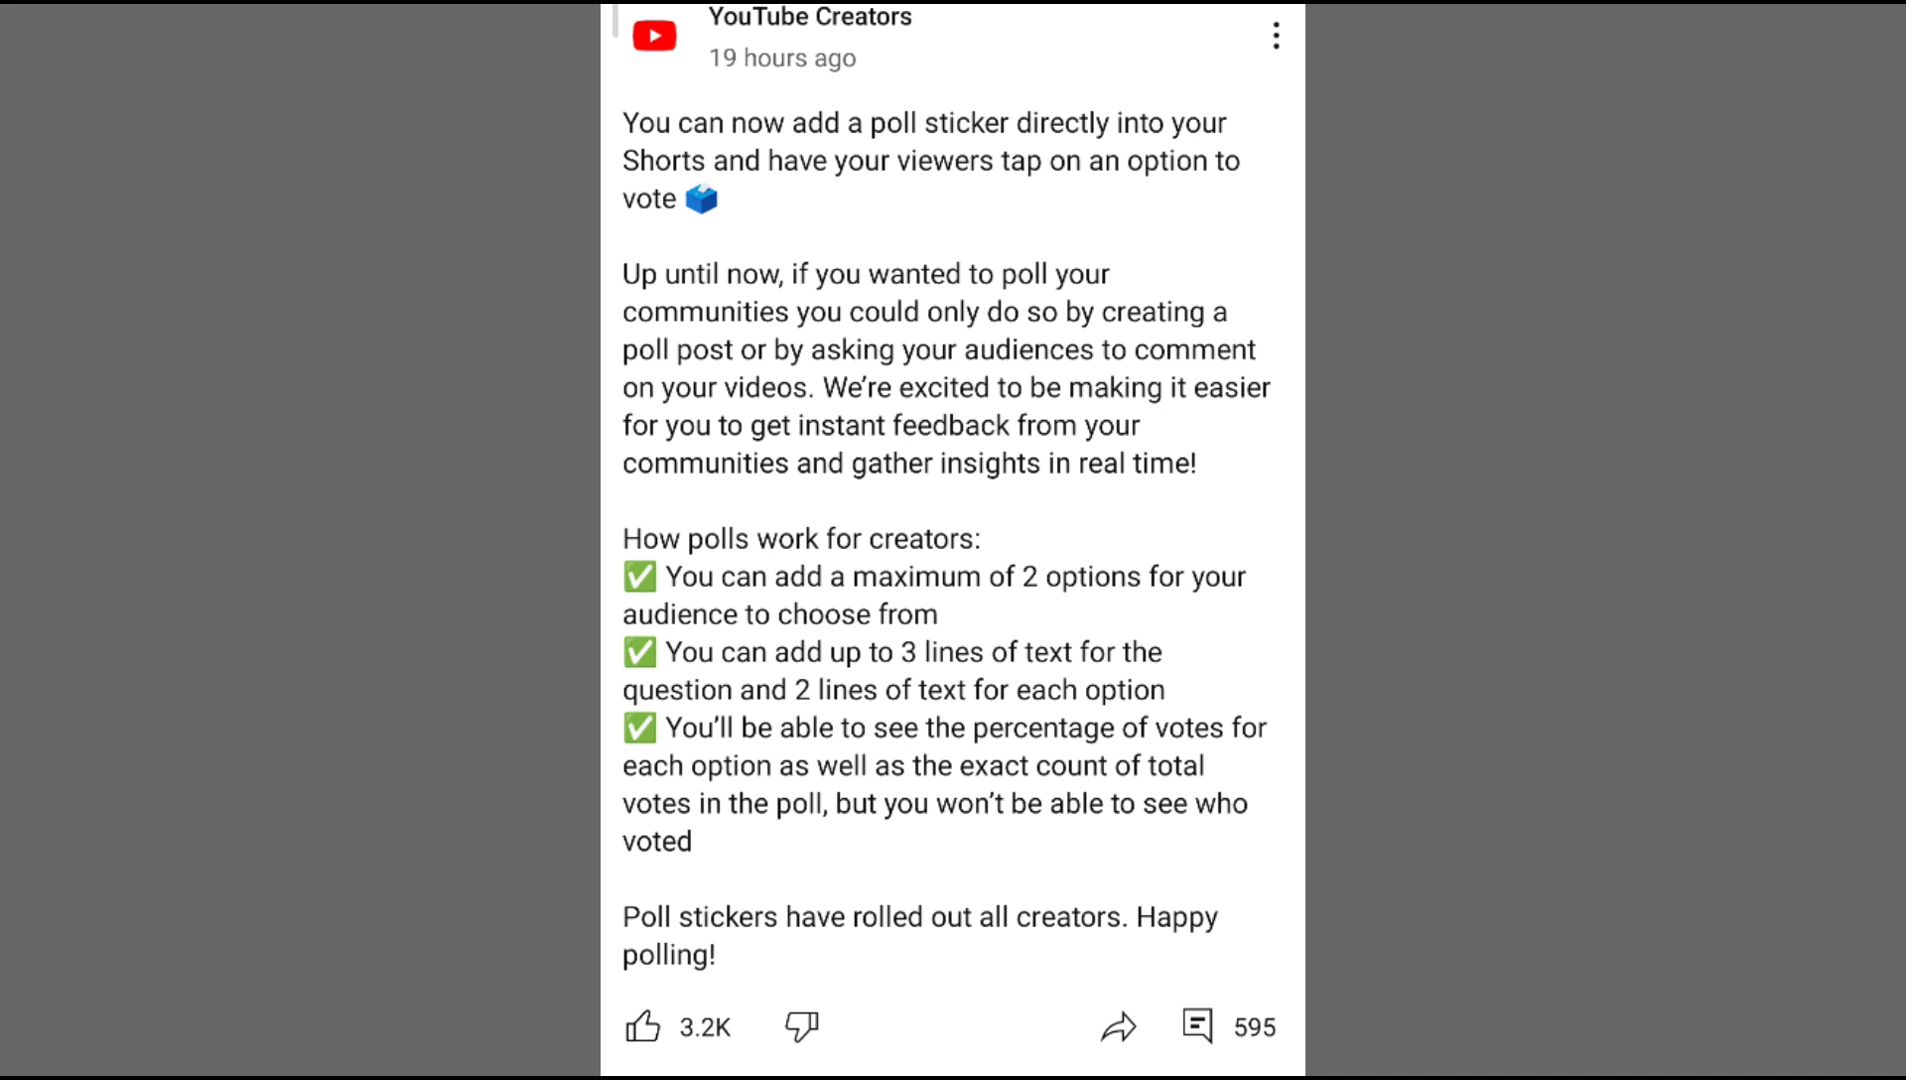 YouTube Creators
19 hours ago
You can now add a poll sticker directly into your
Shorts and have your viewers tap on an option to
vote 🗳️
Up until now, if you wanted to poll your
communities you could only do so by creating a
poll post or by asking your audiences to comment
on your videos. We’re excited to be making it easier
for you to get instant feedback from your
communities and gather insights in real time!
How polls work for creators:
✅ You can add a maximum of 2 options for your
audience to choose from
✅ You can add up to 3 lines of text for the
question and 2 lines of text for each option
✅ You’ll be able to see the percentage of votes for
each option as well as the exact count of total
votes in the poll, but you won’t be able to see who
voted
Poll stickers have rolled out all creators. Happy
polling!
3.2K 595